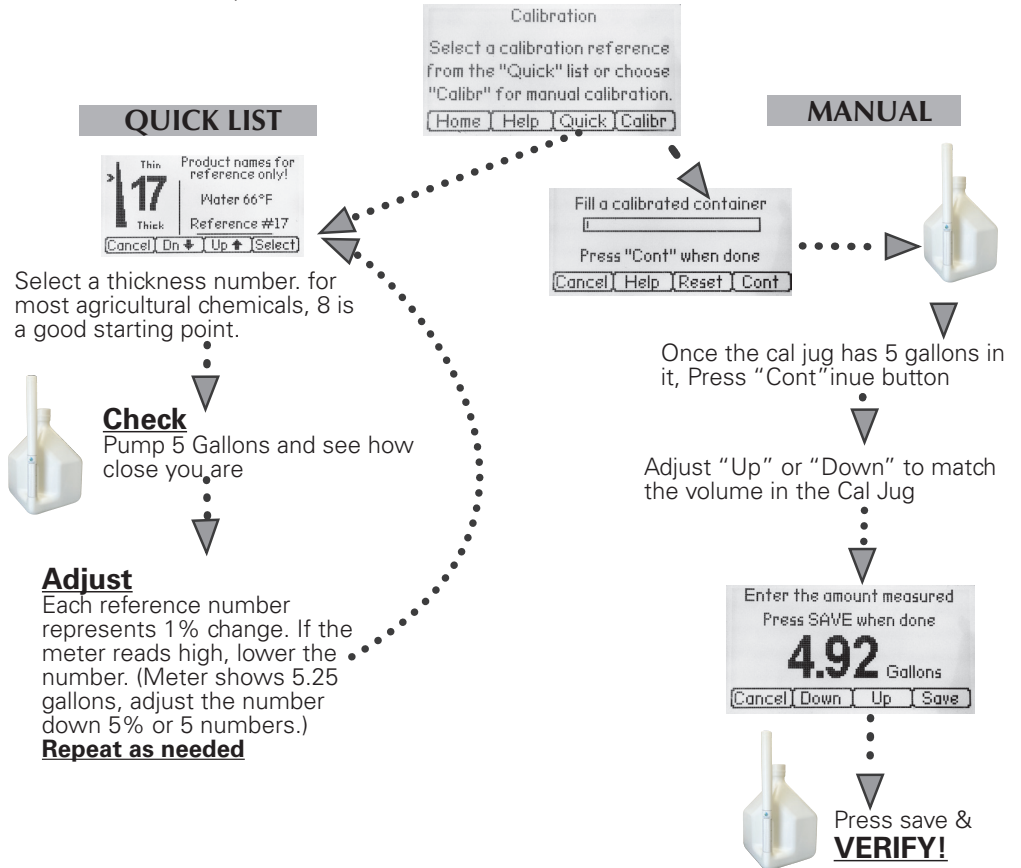 Calibration
Select a calibration reference
from the "Quick" list or choose
"Calibr" for manual calibration.
Home Help Quick Calibr
QUICK LIST
Thin
17
Thick
Product names for
reference only!
Water 66°F
Reference #17
Cancel Dn Up Select
Select a thickness number. for
most agricultural chemicals, 8 is
a good starting point.
Check
Pump 5 Gallons and see how
close you are
Adjust
Each reference number
represents 1% change. If the
meter reads high, lower the
number. (Meter shows 5.25
gallons, adjust the number
down 5% or 5 numbers.)
Repeat as needed
MANUAL
Fill a calibrated container
Press "Cont" when done
Cancel Help Reset Cont
Once the cal jug has 5 gallons in
it, Press “Cont”inue button
Adjust “Up” or “Down” to match
the volume in the Cal Jug
Enter the amount measured
Press SAVE when done
4.92 Gallons
Cancel Down Up Save
Press save &
VERIFY!